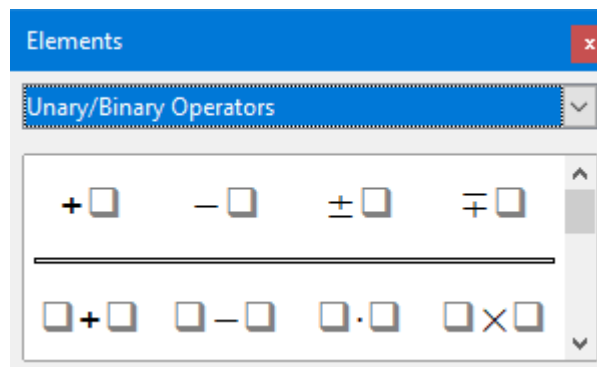 Elements
x
Unary/Binary Operators
+□ −□ ±□ ∓□
□+□ □−□ □·□ □×□